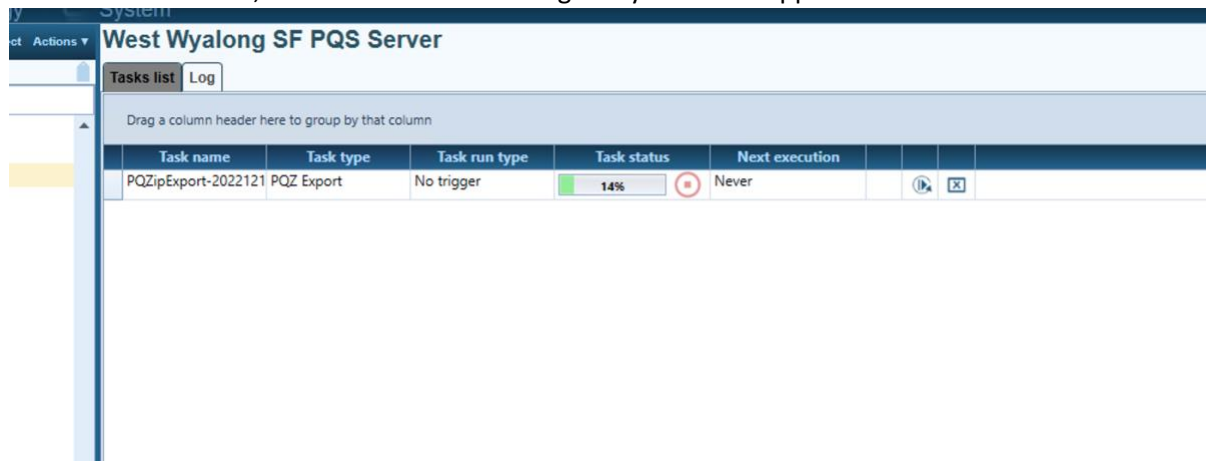 System
Actions
West Wyalong SF PQS Server
Tasks list Log
Drag a column header here to group by that column
Task name Task type Task run type Task status Next execution
PQZipExport-2022121 PQZ Export No trigger 14% Never